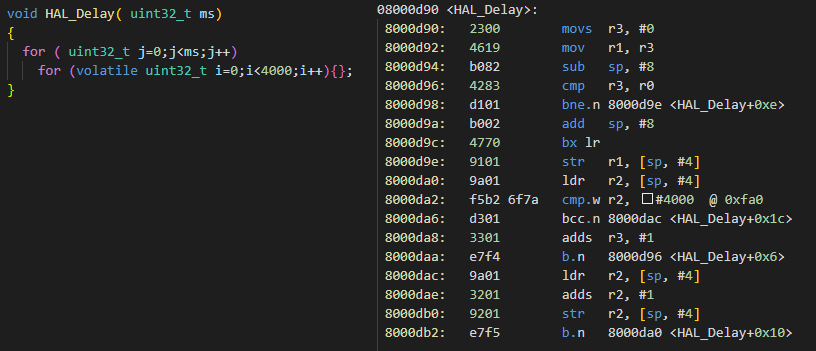 void HAL_Delay( uint32_t ms)
{
for ( uint32_t j=0;j<ms;j++)
for (volatile uint32_t i=0;i<4000;i++){};
}
08000d90 <HAL_Delay>:
8000d90: 2300 movs r3, #0
8000d92: 4619 mov r1, r3
8000d94: b082 sub sp, #8
8000d96: 4283 cmp r3, r0
8000d98: d101 bne.n 8000d9e <HAL_Delay+0xe>
8000d9a: b002 add sp, #8
8000d9c: 4770 bx lr
8000d9e: 9101 str r1, [sp, #4]
8000da0: 9a01 ldr r2, [sp, #4]
8000da2: f5b2 6f7a cmp.w r2, #4000 @ 0xfa0
8000da6: d301 bcc.n 8000dac <HAL_Delay+0x1c>
8000da8: 3301 adds r3, #1
8000daa: e7f4 b.n 8000d96 <HAL_Delay+0x6>
8000dac: 9a01 ldr r2, [sp, #4]
8000dae: 3201 adds r2, #1
8000db0: 9201 str r2, [sp, #4]
8000db2: e7f5 b.n 8000da0 <HAL_Delay+0x10>